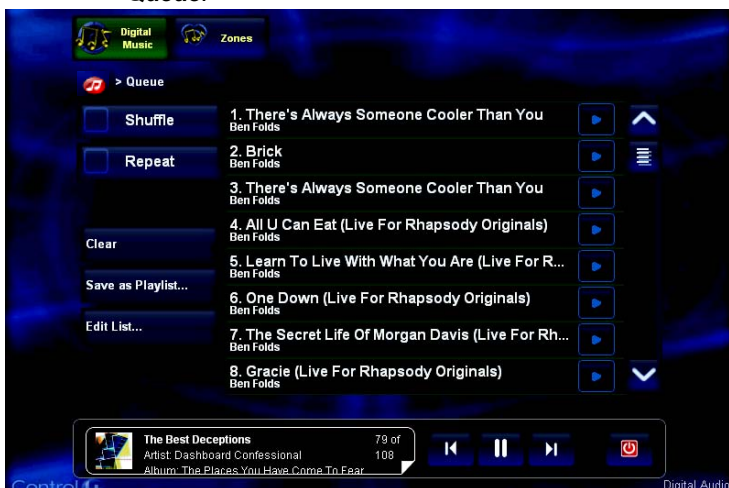 Digital
Music
Zones
> Queue
Shuffle
Repeat
Clear
Save as Playlist...
Edit List...
1. There's Always Someone Cooler Than You
Ben Folds
2. Brick
Ben Folds
3. There's Always Someone Cooler Than You
Ben Folds
4. All U Can Eat (Live For Rhapsody Originals)
Ben Folds
5. Learn To Live With What You Are (Live For R...
Ben Folds
6. One Down (Live For Rhapsody Originals)
Ben Folds
7. The Secret Life Of Morgan Davis (Live For Rh...
Ben Folds
8. Gracie (Live For Rhapsody Originals)
Ben Folds
The Best Deceptions
79 of
Artist: Dashboard Confessional
108
Album: The Places You Have Come To Fear
Control
Digital Audio